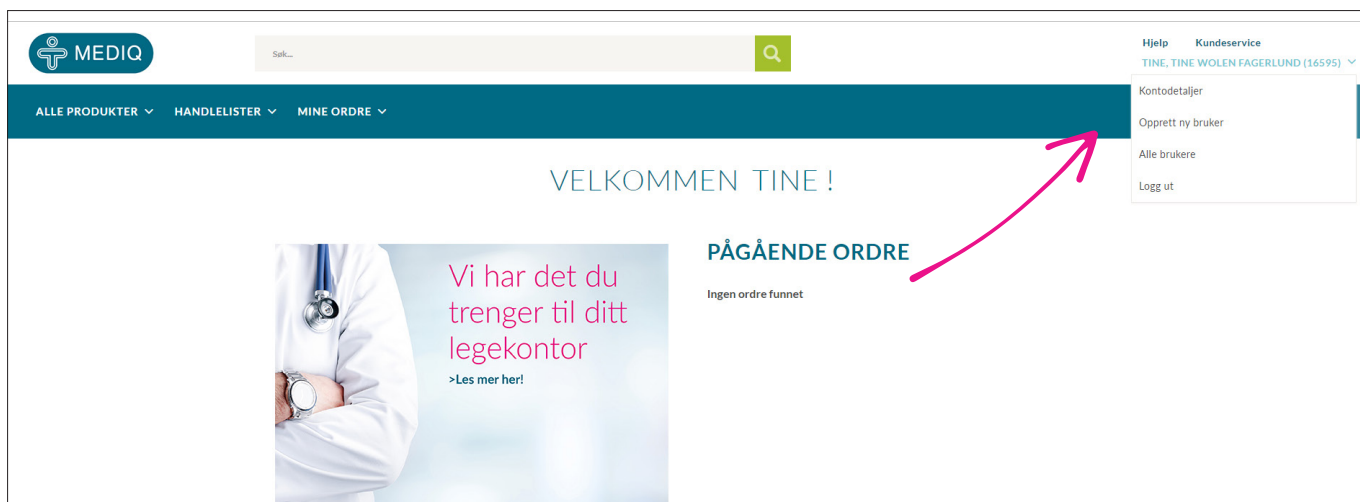 MEDIQ
Søk...
Hjelp Kundeservice
TINE, TINE WOLEN FAGERLUND (16595)
Kontodetaljer
Opprett ny bruker
Alle brukere
Logg ut
ALLE PRODUKTER HANDLELISTER MINE ORDRE
VELKOMMEN TINE !
Vi har det du
trenger til ditt
legekontor
>Les mer her!
PÅGÅENDE ORDRE
Ingen ordre funnet